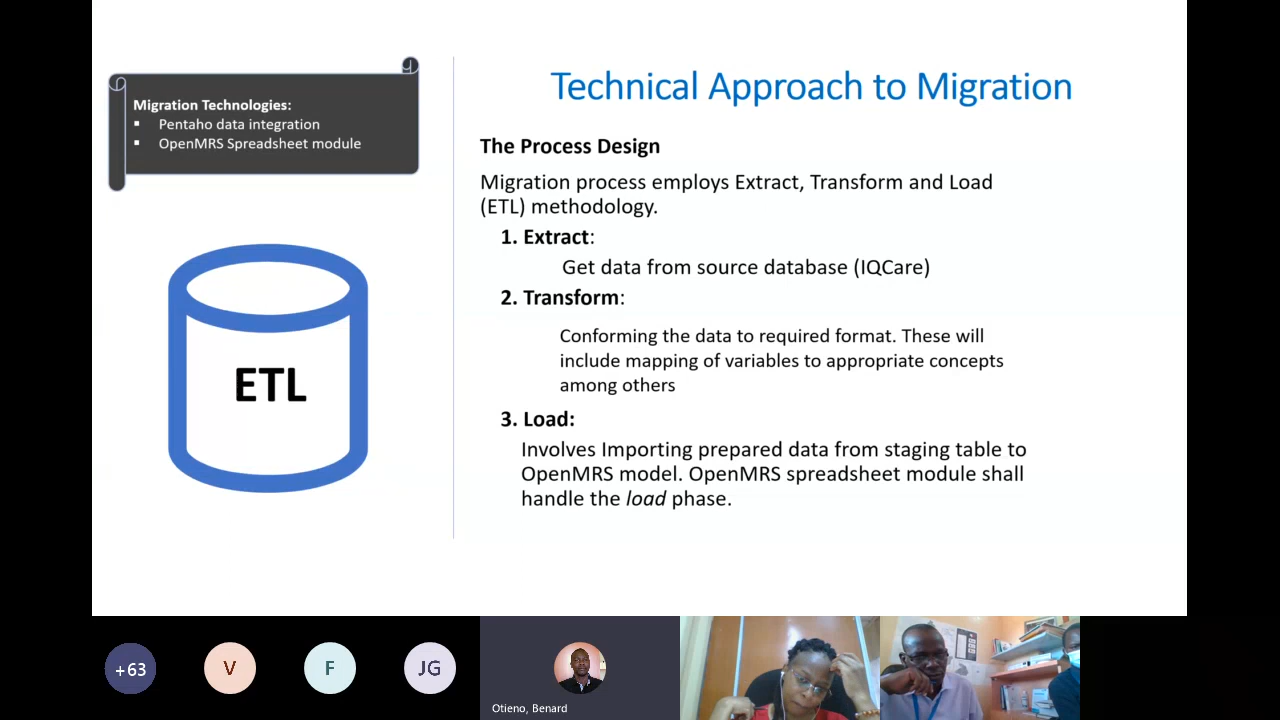 Migration Technologies:
▪ Pentaho data integration
▪ OpenMRS Spreadsheet module
ETL
Technical Approach to Migration
The Process Design
Migration process employs Extract, Transform and Load
(ETL) methodology.
1. Extract:
Get data from source database (IQCare)
2. Transform:
Conforming the data to required format. These will
include mapping of variables to appropriate concepts
among others
3. Load:
Involves Importing prepared data from staging table to
OpenMRS model. OpenMRS spreadsheet module shall
handle the load phase.
+63
V
F
JG
Otieno, Benard